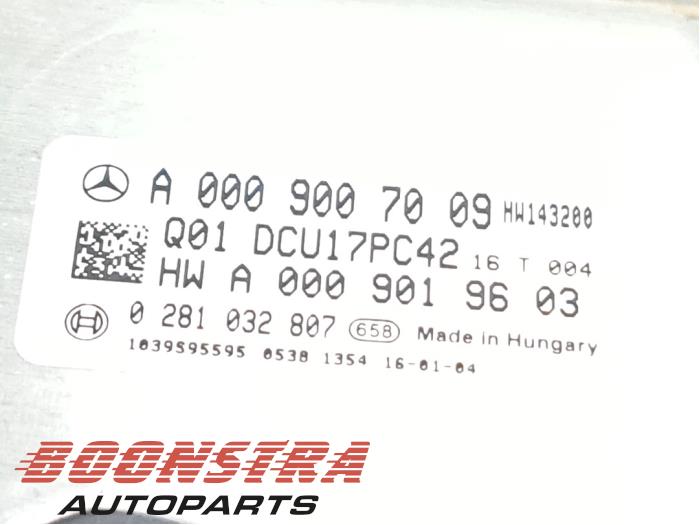 A 000 900 70 09 HW143200
Q01 DCU17PC42 16 T 004
HW A 000 901 96 03
0 281 032 807 658 Made in Hungary
1039S95595 0538 1354 16-01-04
BOONSTRA
AUTOPARTS